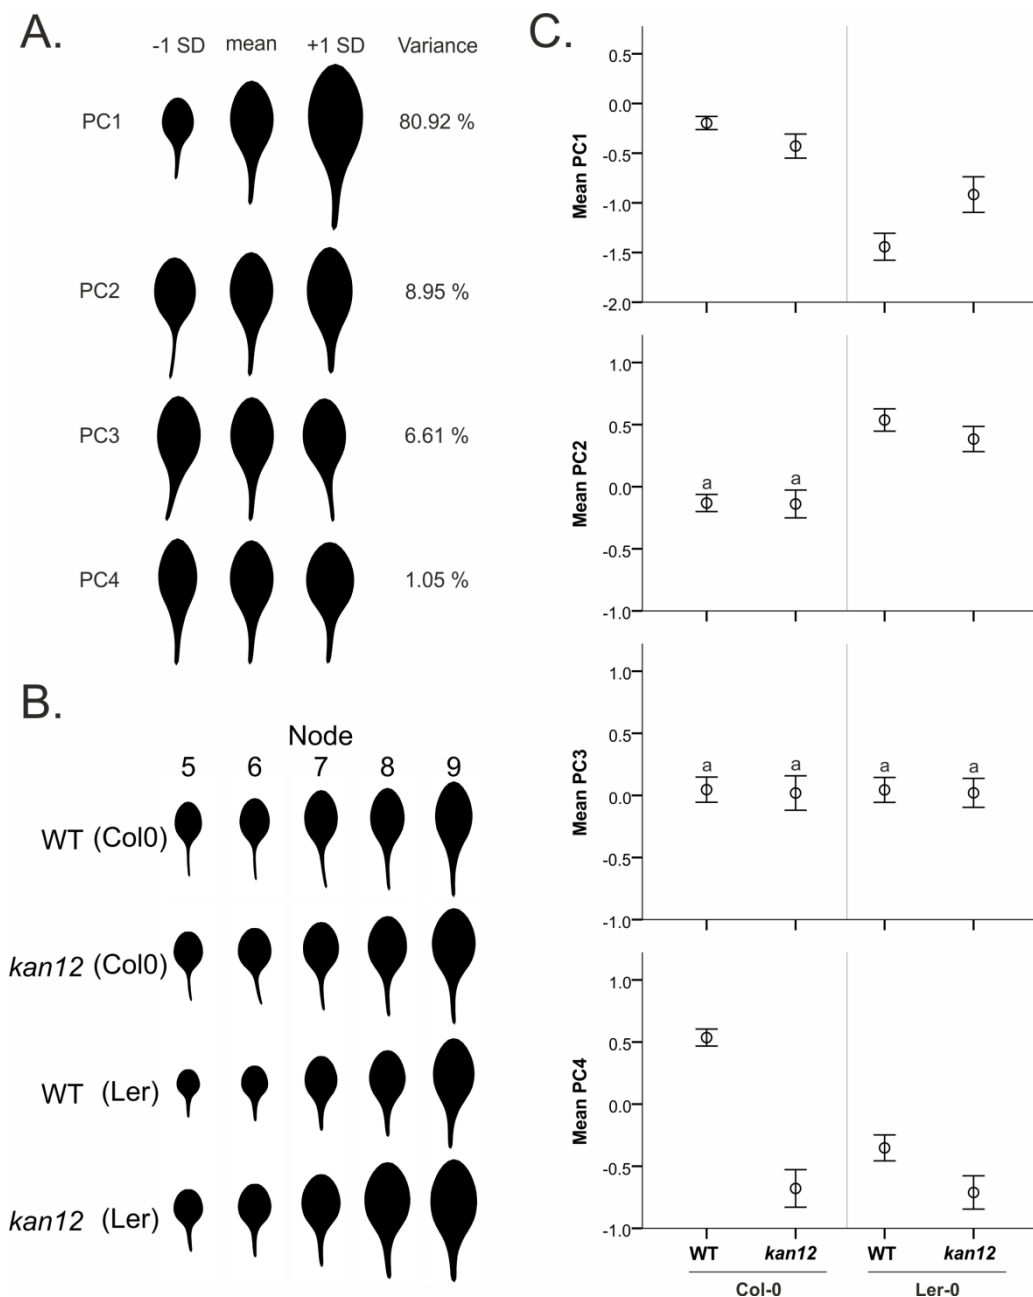 A.
-1 SD mean +1 SD Variance
PC1 80.92 %
PC2 8.95 %
PC3 6.61 %
PC4 1.05 %
B.
Node
5 6 7 8 9
WT (Col0)
kan12 (Col0)
WT (Ler)
kan12 (Ler)
C.
Mean PC1
0.5
0.0
-0.5
-1.0
-1.5
-2.0
Mean PC2
1.0
0.5
0.0
-0.5
-1.0
a a
Mean PC3
1.0
0.5
0.0
-0.5
-1.0
a a a a
Mean PC4
1.0
0.5
0.0
-0.5
-1.0
WT kan12 WT kan12
Col-0 Ler-0